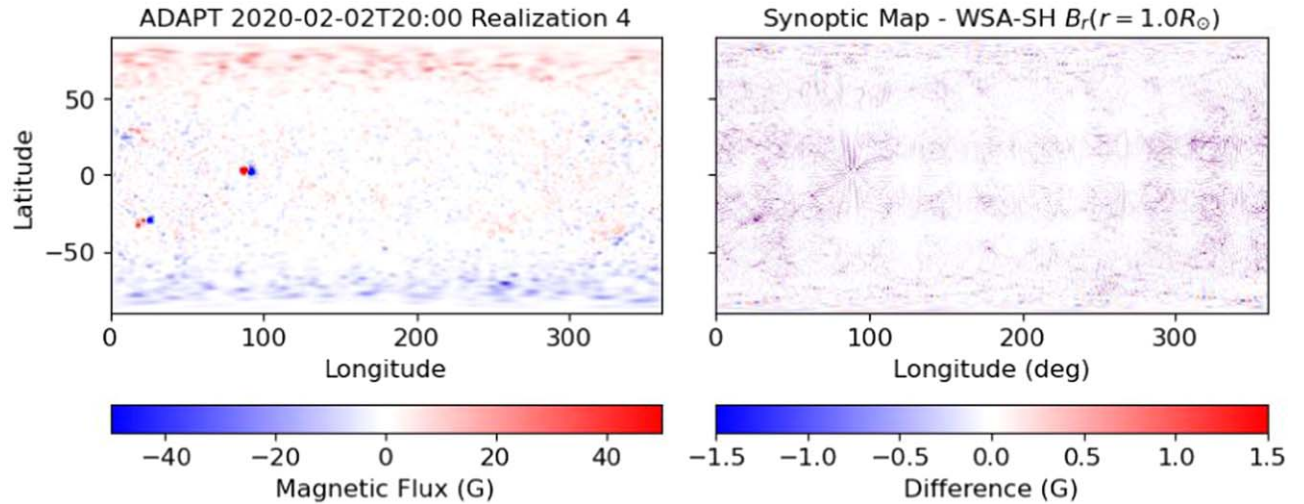 ADAPT 2020-02-02T20:00 Realization 4
Synoptic Map - WSA-SH Bᵣ(r = 1.0R⊙)
Latitude
50
0
−50
0 100 200 300
0 100 200 300
Longitude
Longitude (deg)
−40 −20 0 20 40
−1.5 −1.0 −0.5 0.0 0.5 1.0 1.5
Magnetic Flux (G)
Difference (G)